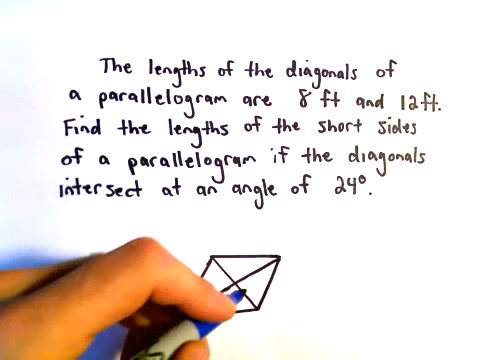 The lengths of the diagonals of
a parallelogram are 8 ft and 12ft.
Find the lengths of the short sides
of a parallelogram if the diagonals
intersect at an angle of 24°.